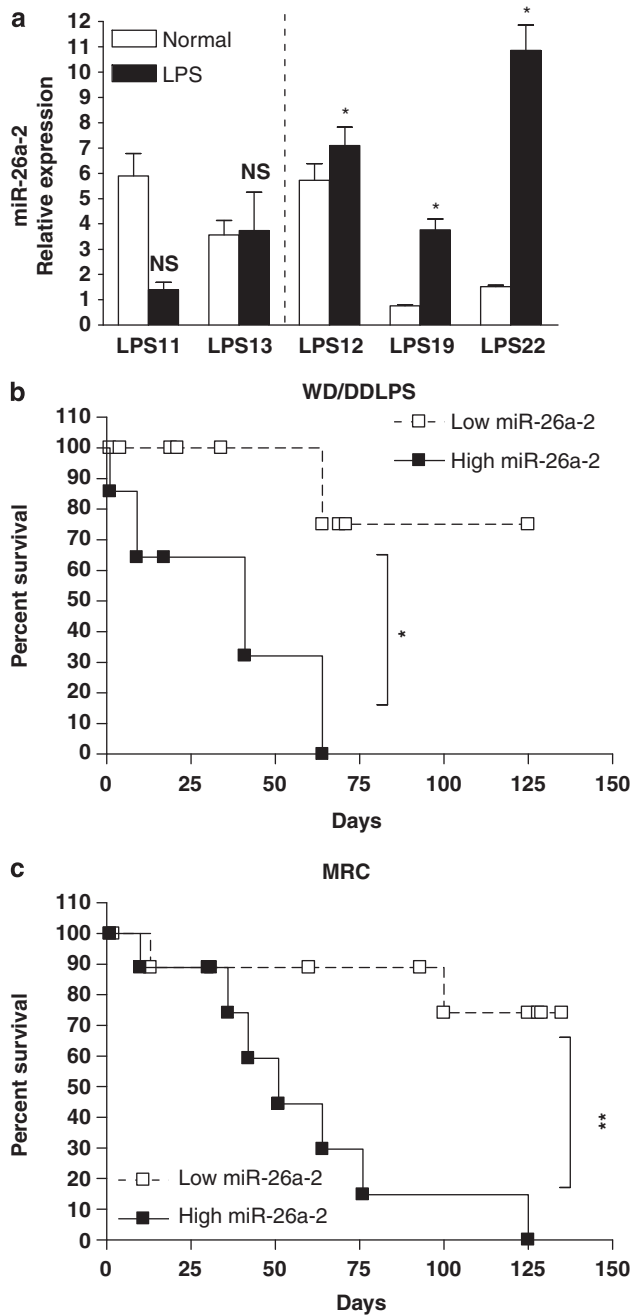 a
miR-26a-2
Relative expression
12
11
10
9
8
7
6
5
4
3
2
1
0
Normal
LPS
NS
NS
*
*
*
LPS11 LPS13 LPS12 LPS19 LPS22
b
WD/DDLPS
Percent survival
110
100
90
80
70
60
50
40
30
20
10
0
Low miR-26a-2
High miR-26a-2
*
0 25 50 75 100 125 150
Days
c
MRC
Percent survival
110
100
90
80
70
60
50
40
30
20
10
0
Low miR-26a-2
High miR-26a-2
**
0 25 50 75 100 125 150
Days